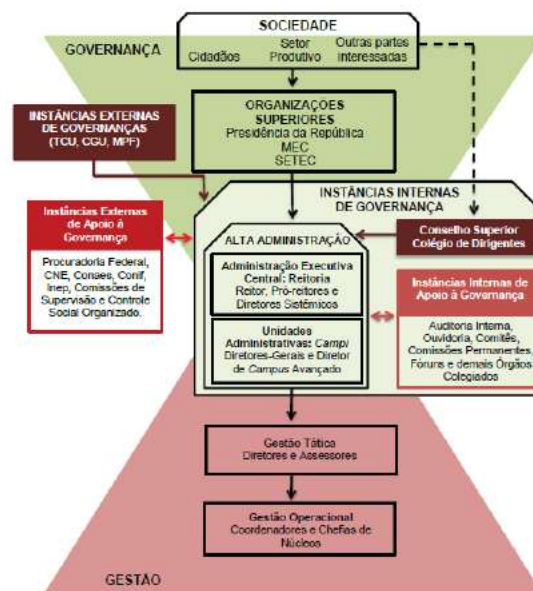 SOCIEDADE
GOVERNANÇA
Cidadãos
Setor
Produtivo
Outras partes
Interessadas
ORGANIZAÇÕES
SUPERIORES
Presidência da República
MEC
SETEC
INSTÂNCIAS EXTERNAS
DE GOVERNANÇAS
(TCU, CGU, MPF)
INSTÂNCIAS INTERNAS
DE GOVERNANÇA
Instâncias Externas
de Apoio à
Governança
Procuradoria Federal,
CNE, Conaes, Conif,
Inep, Comissões de
Supervisão e Controle
Social Organizado.
ALTA ADMINISTRAÇÃO
Administração Executiva
Central: Reitoria
Reitor, Pró-reitores e
Diretores Sistêmicos
Unidades
Administrativas: Campi
Diretores-Gerais e Diretor
de Campus Avançado
Conselho Superior
Colégio de Dirigentes
Instâncias Internas de
Apoio à Governança
Auditoria Interna,
Ouvidoria, Comitês,
Comissões Permanentes,
Fóruns e demais Órgãos
Colegiados
Gestão Tática
Diretores e Assessores
Gestão Operacional
Coordenadores e Chefias de
Núcleos
GESTÃO